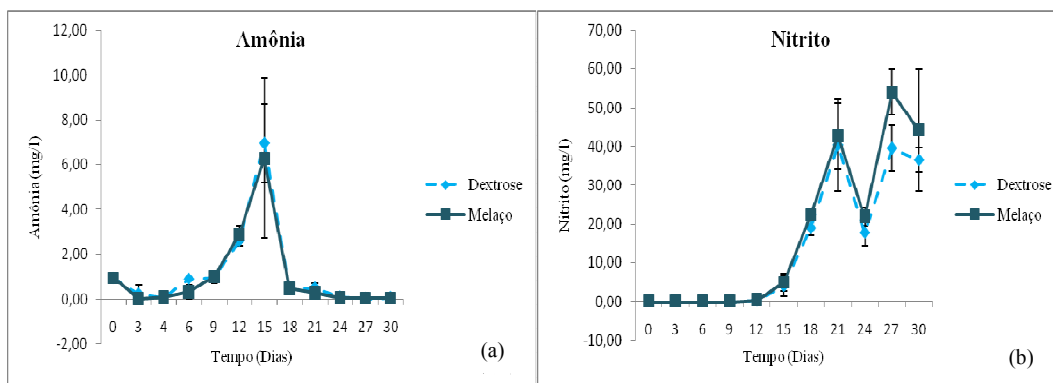 Amônia
12,00
10,00
8,00
6,00
4,00
2,00
0,00
-2,00
Amônia (mg/l)
0 3 4 6 9 12 15 18 21 24 27 30
Tempo (Dias)
Dextrose
Melaço
(a)
Nitrito
70,00
60,00
50,00
40,00
30,00
20,00
10,00
0,00
-10,00
Nitrito (mg/l)
0 3 6 9 12 15 18 21 24 27 30
Tempo (Dias)
Dextrose
Melaço
(b)